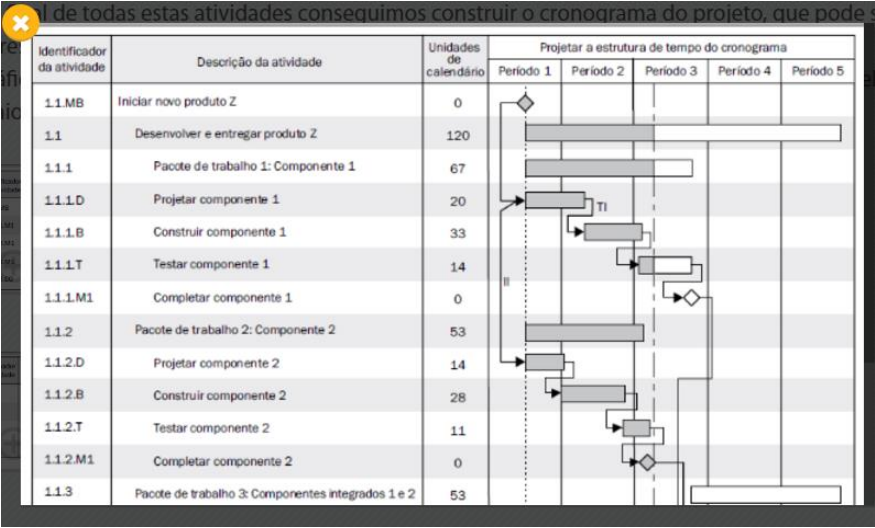 al de todas estas atividades conseguimos construir o cronograma do projeto, que pode s
Identificador da atividade
Descrição da atividade
Unidades de calendário
Projetar a estrutura de tempo do cronograma
Período 1 Período 2 Período 3 Período 4 Período 5
1.1.MB Iniciar novo produto Z 0
1.1 Desenvolver e entregar produto Z 120
1.1.1 Pacote de trabalho 1: Componente 1 67
1.1.1.D Projetar componente 1 20
TI
1.1.1.B Construir componente 1 33
1.1.1.T Testar componente 1 14
II
1.1.1.M1 Completar componente 1 0
1.1.2 Pacote de trabalho 2: Componente 2 53
1.1.2.D Projetar componente 2 14
1.1.2.B Construir componente 2 28
1.1.2.T Testar componente 2 11
1.1.2.M1 Completar componente 2 0
1.1.3 Pacote de trabalho 3: Componentes integrados 1 e 2 53